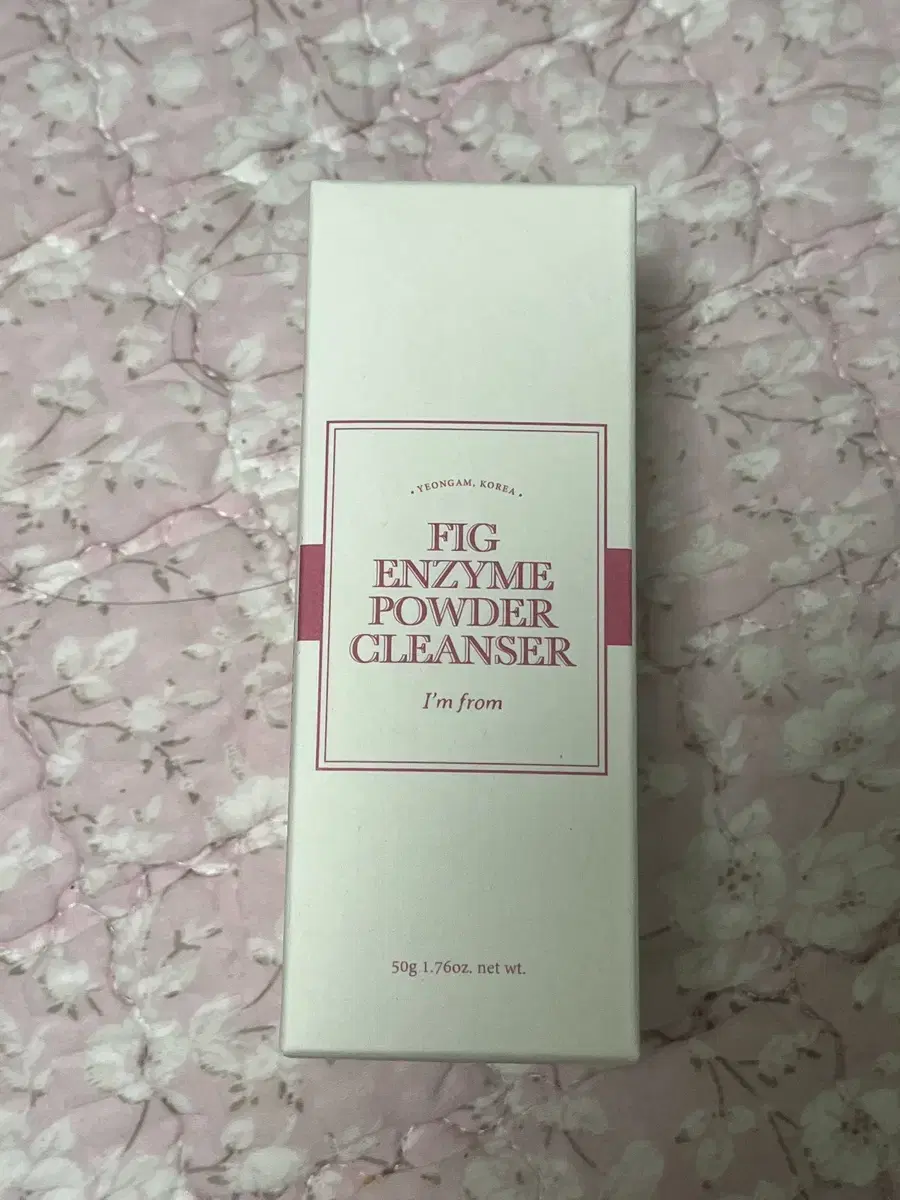 • YEONGAM, KOREA •
FIG
ENZYME
POWDER
CLEANSER
I'm from
50g 1.76oz. net wt.